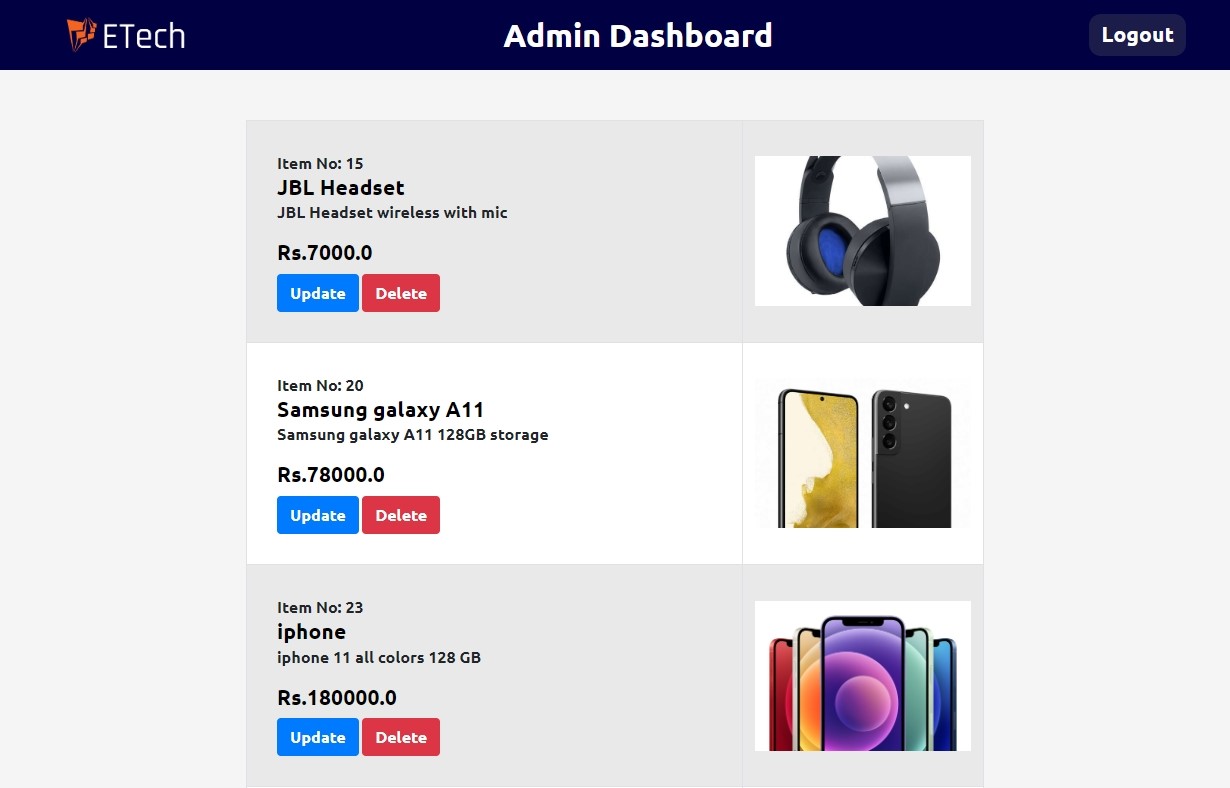 ETech
Admin Dashboard
Logout
Item No: 15
JBL Headset
JBL Headset wireless with mic
Rs.7000.0
Update Delete
Item No: 20
Samsung galaxy A11
Samsung galaxy A11 128GB storage
Rs.78000.0
Update Delete
Item No: 23
iphone
iphone 11 all colors 128 GB
Rs.180000.0
Update Delete